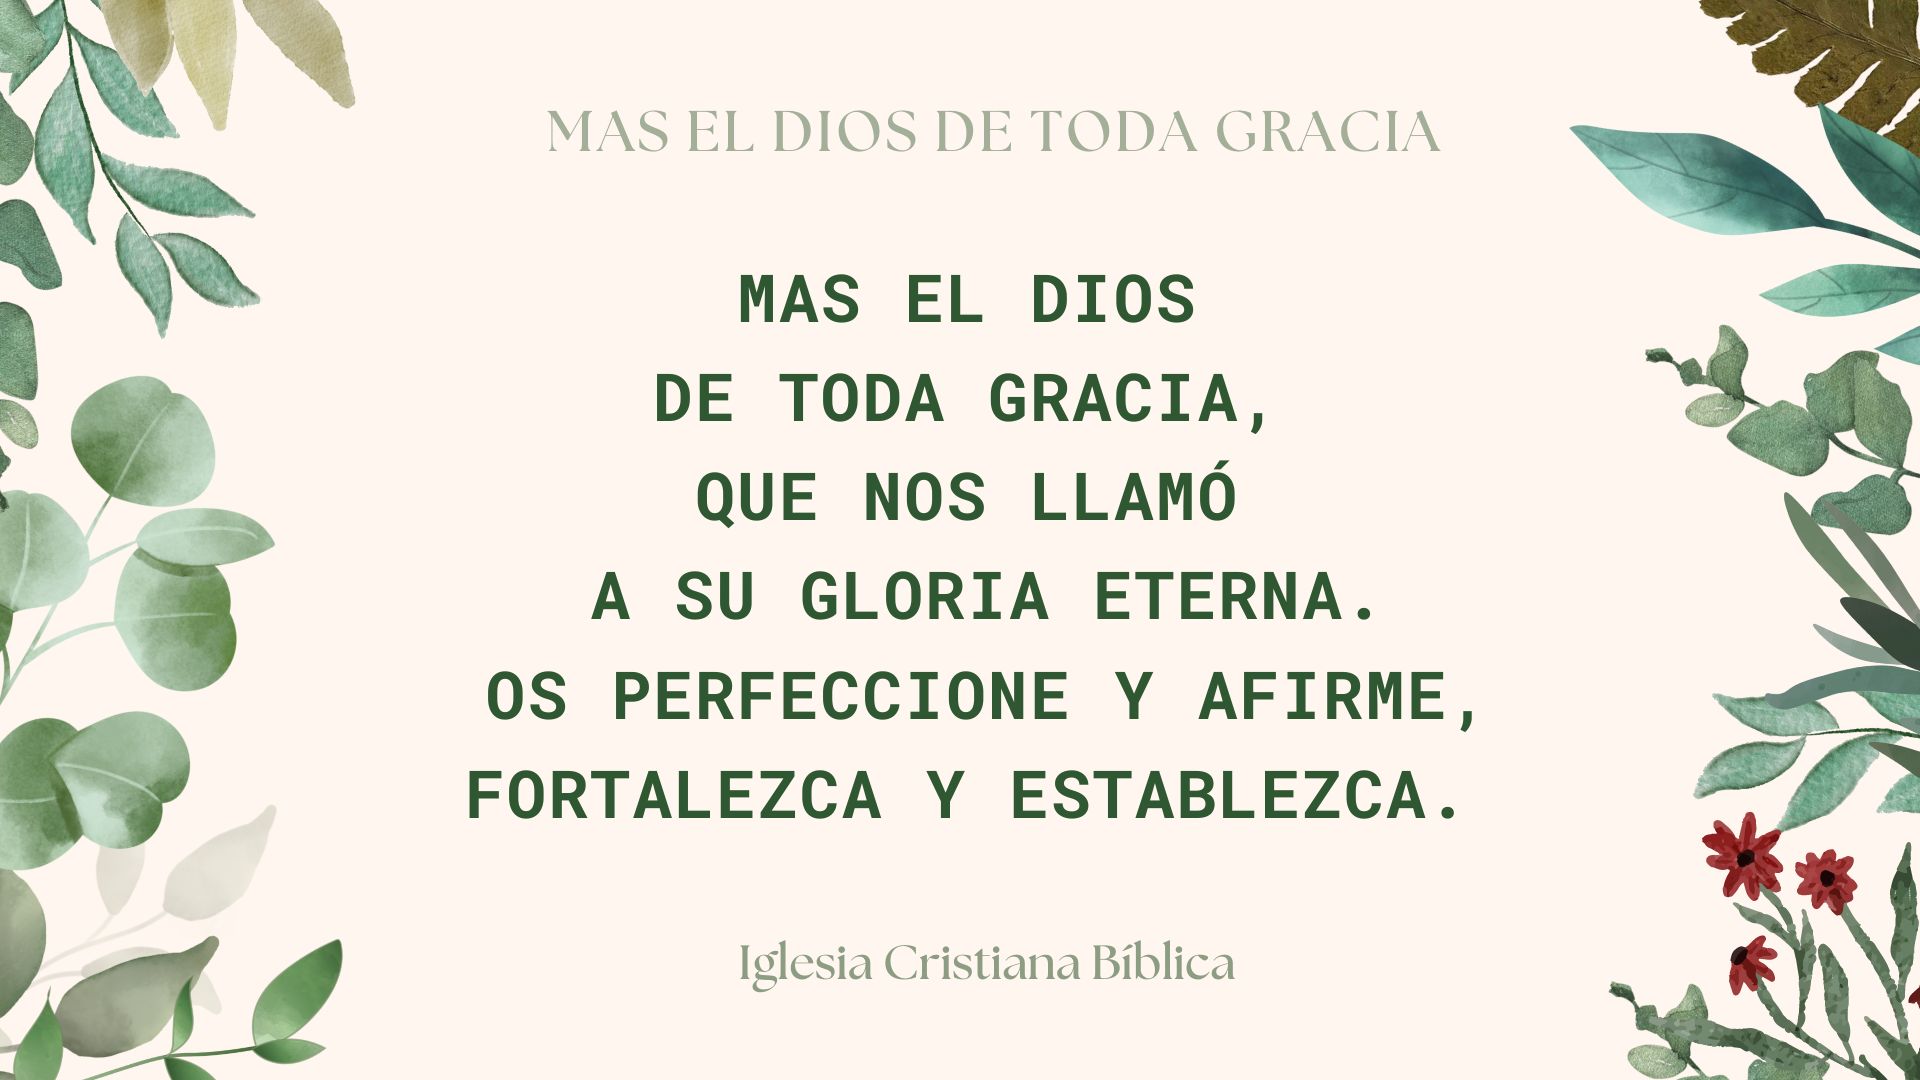 MAS EL DIOS DE TODA GRACIA
MAS EL DIOS
DE TODA GRACIA,
QUE NOS LLAMÓ
A SU GLORIA ETERNA.
OS PERFECCIONE Y AFIRME,
FORTALEZCA Y ESTABLEZCA.
Iglesia Cristiana Bíblica